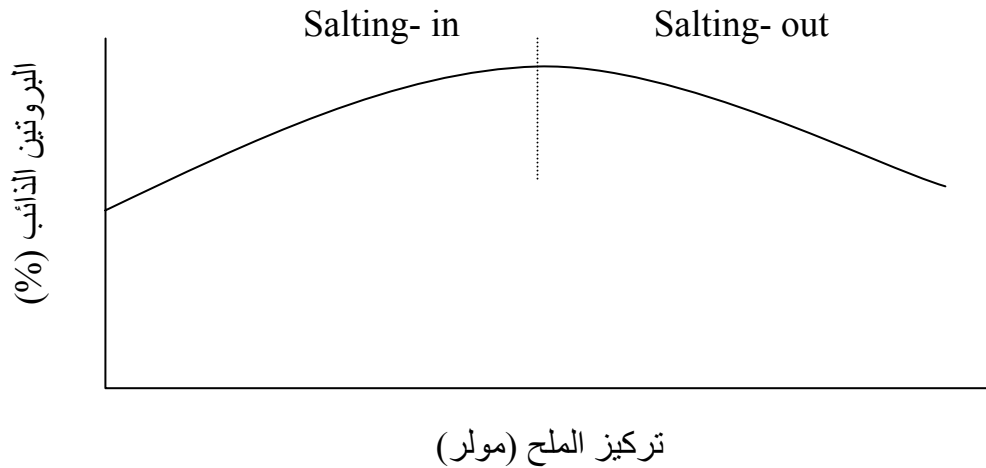 Salting- in
Salting- out
البروتين الذائب (%)
تركيز الملح (مولر)